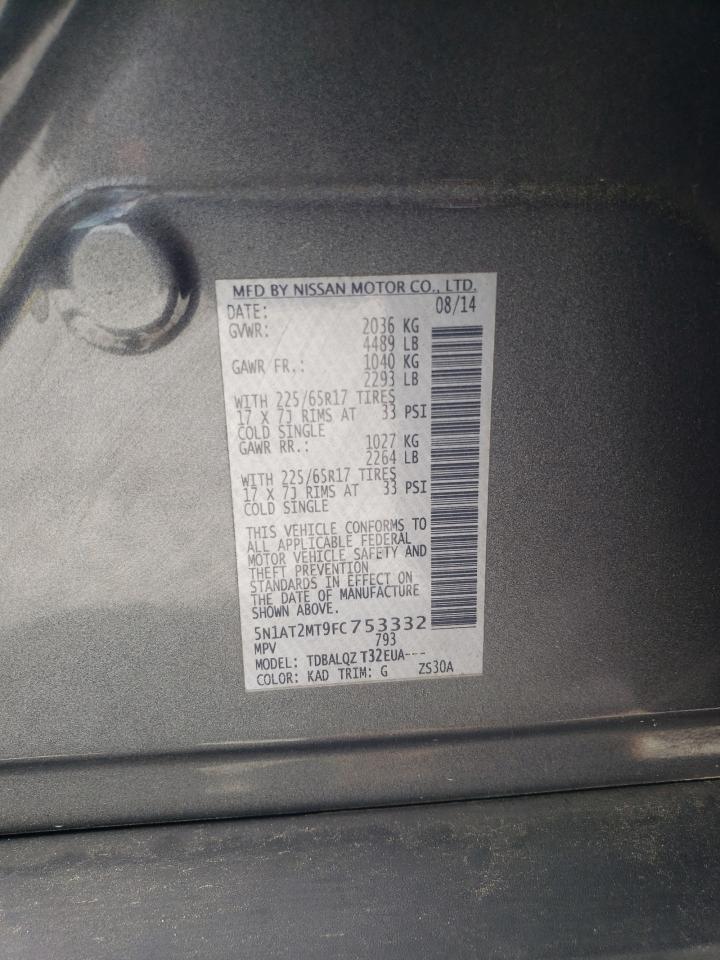 MFD BY NISSAN MOTOR CO., LTD.
DATE: 08/14
GVWR: 2036 KG
4489 LB
GAWR FR.: 1040 KG
2293 LB
WITH 225/65R17 TIRES
17 X 7J RIMS AT 33 PSI
COLD SINGLE
GAWR RR.: 1027 KG
2264 LB
WITH 225/65R17 TIRES
17 X 7J RIMS AT 33 PSI
COLD SINGLE
THIS VEHICLE CONFORMS TO
ALL APPLICABLE FEDERAL
MOTOR VEHICLE SAFETY AND
THEFT PREVENTION
STANDARDS IN EFFECT ON
THE DATE OF MANUFACTURE
SHOWN ABOVE.
5N1AT2MT9FC753332
MPV 793
MODEL: TDBALQZ T32EUA---
COLOR: KAD TRIM: G ZS30A